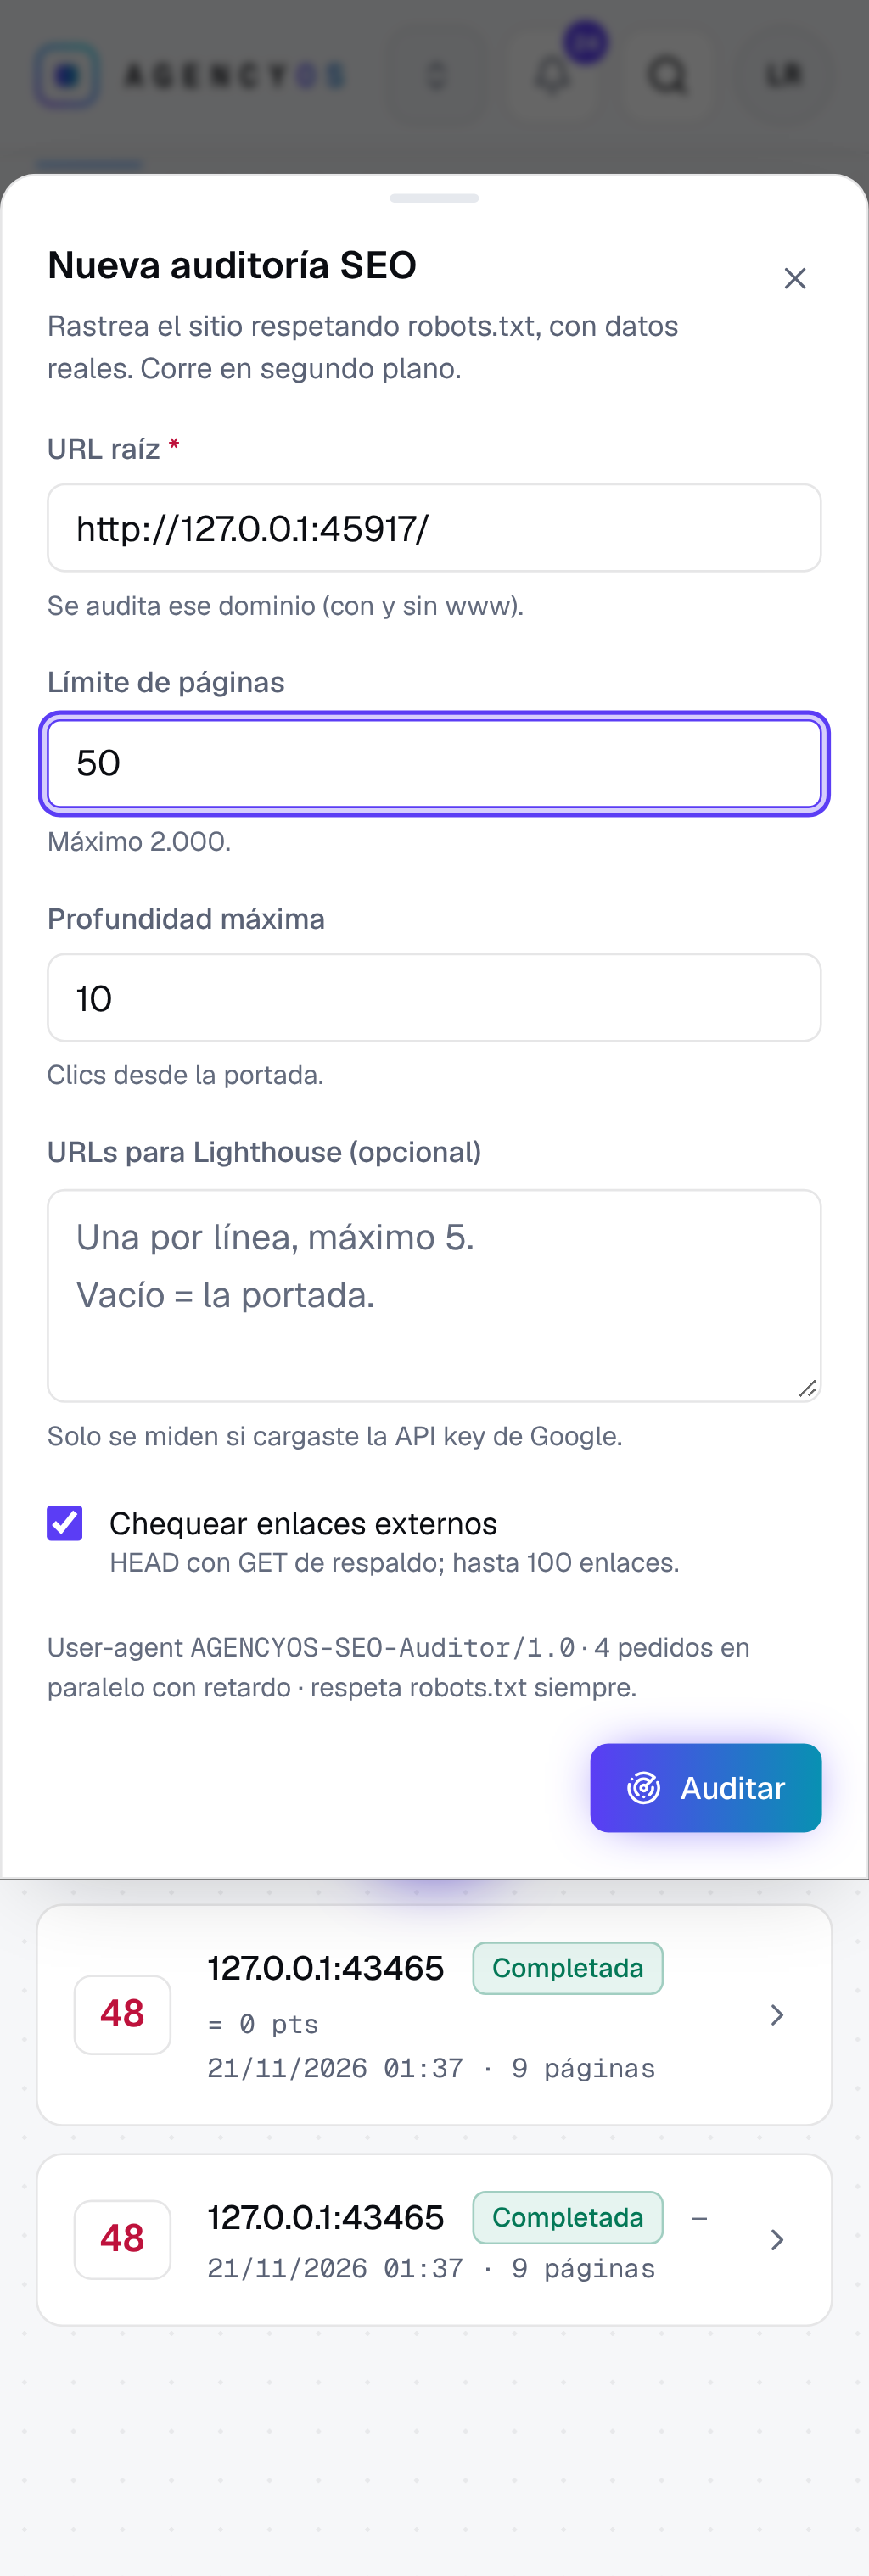 AGENCYOS
LR
Nueva auditoría SEO
Rastrea el sitio respetando robots.txt, con datos
reales. Corre en segundo plano.
URL raíz *
http://127.0.0.1:45917/
Se audita ese dominio (con y sin www).
Límite de páginas
50
Máximo 2.000.
Profundidad máxima
10
Clics desde la portada.
URLs para Lighthouse (opcional)
Una por línea, máximo 5.
Vacío = la portada.
Solo se miden si cargaste la API key de Google.
Chequear enlaces externos
HEAD con GET de respaldo; hasta 100 enlaces.
User-agent AGENCYOS-SEO-Auditor/1.0 · 4 pedidos en
paralelo con retardo · respeta robots.txt siempre.
Auditar
48
127.0.0.1:43465 Completada
= 0 pts
21/11/2026 01:37 · 9 páginas
48
127.0.0.1:43465 Completada –
21/11/2026 01:37 · 9 páginas